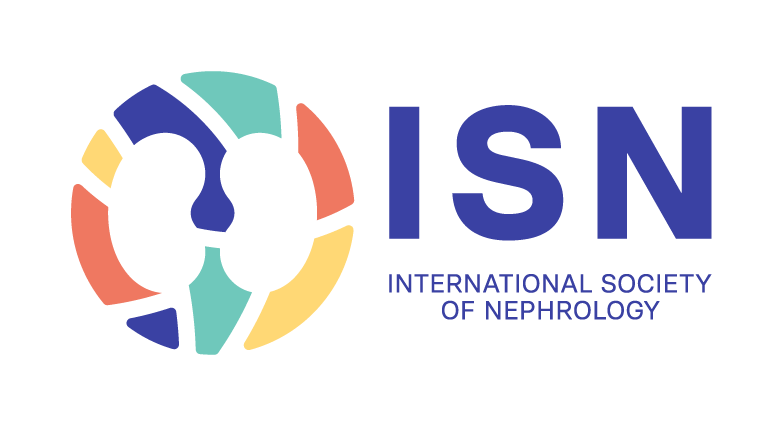 ISN
INTERNATIONAL SOCIETY
OF NEPHROLOGY